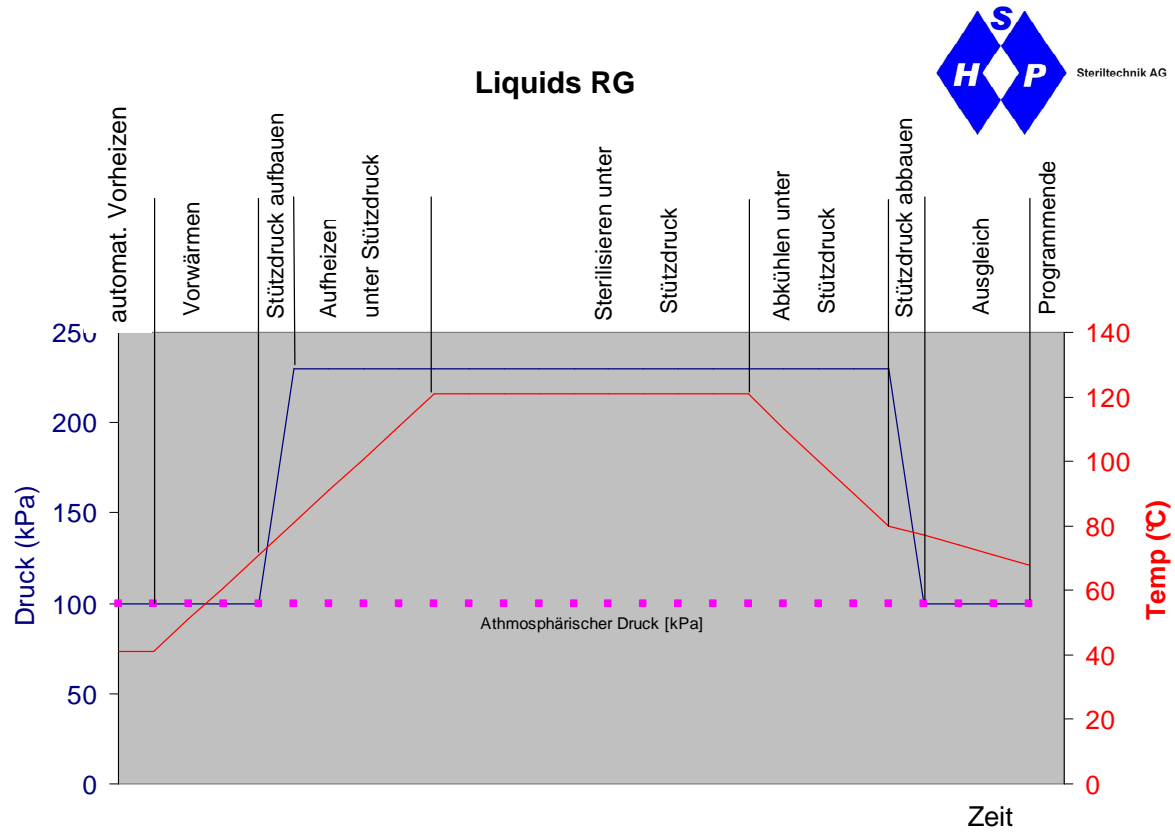 Liquids RG
S
H P
Steriltechnik AG
automat. Vorheizen
Vorwärmen
Stützdruck aufbauen
Aufheizen
unter Stützdruck
Sterilisieren unter
Stützdruck
Abkühlen unter
Stützdruck
Stützdruck abbauen
Ausgleich
Programmende
Druck (kPa)
250
200
150
100
50
0
140
120
100
80
60
40
20
0
Temp (°C)
Athmosphärischer Druck [kPa]
Zeit